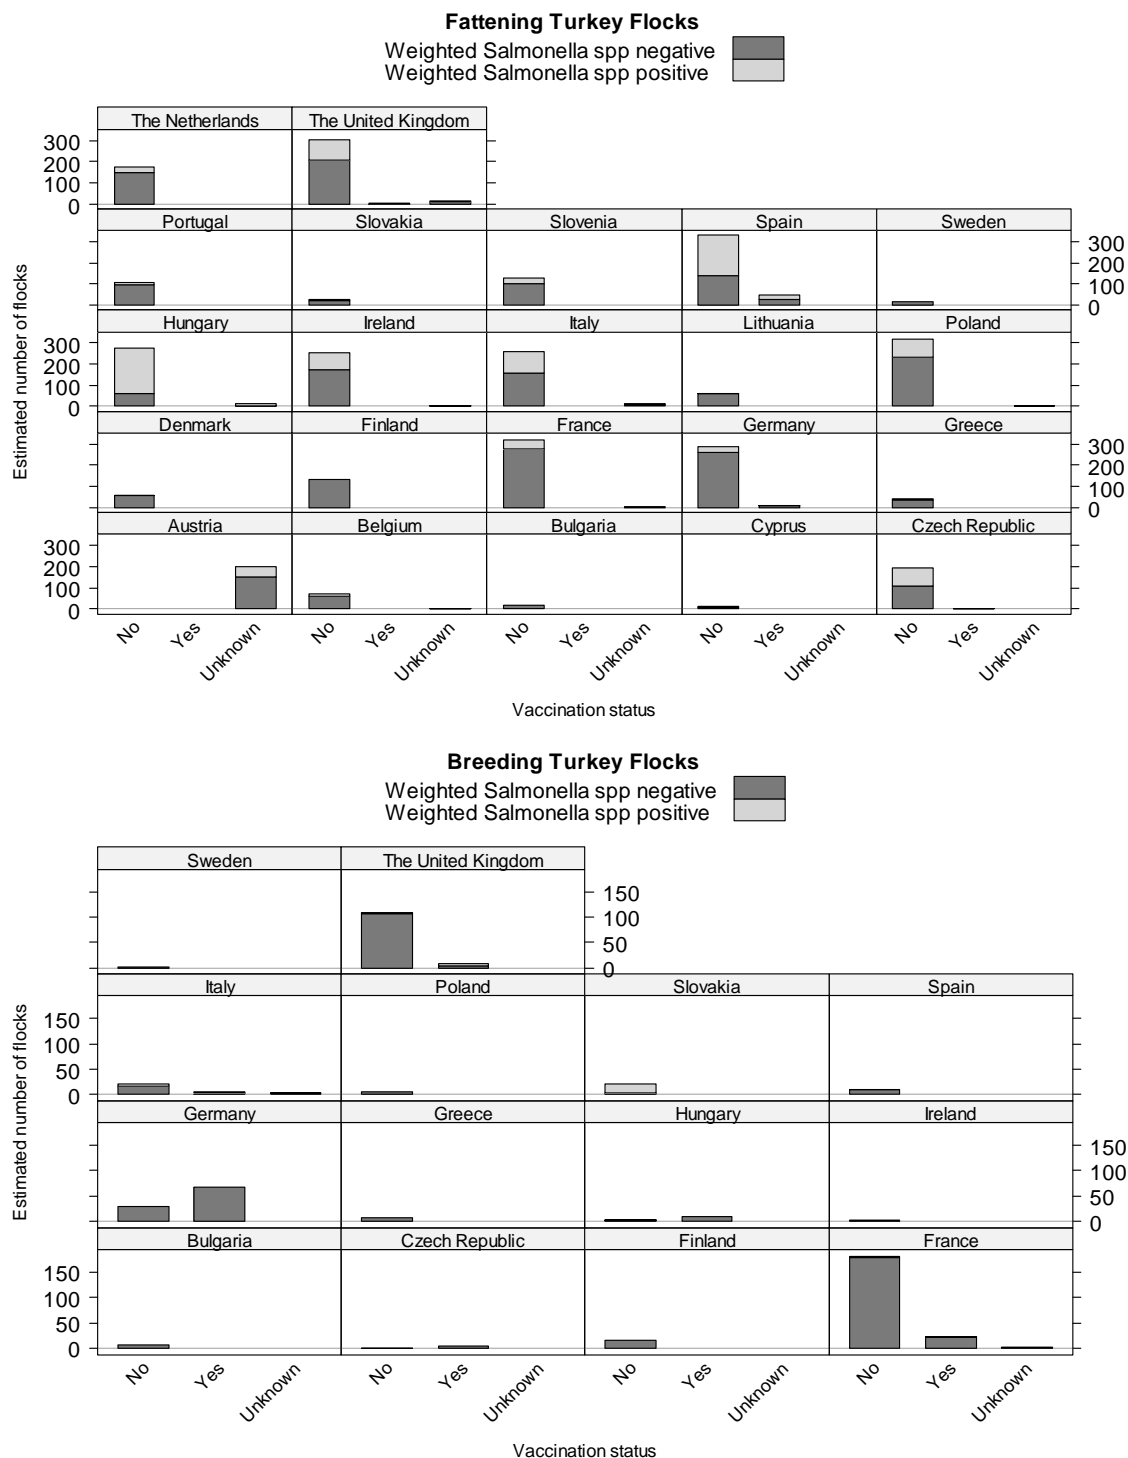 Fattening Turkey Flocks
Weighted Salmonella spp negative
Weighted Salmonella spp positive
The Netherlands The United Kingdom
300
200
100
0
Portugal Slovakia Slovenia Spain Sweden
300
200
100
0
Hungary Ireland Italy Lithuania Poland
300
200
100
0
Denmark Finland France Germany Greece
300
200
100
0
Austria Belgium Bulgaria Cyprus Czech Republic
300
200
100
0
Estimated number of flocks
No Yes Unknown No Yes Unknown No Yes Unknown No Yes Unknown No Yes Unknown
Vaccination status
Breeding Turkey Flocks
Weighted Salmonella spp negative
Weighted Salmonella spp positive
Sweden The United Kingdom
150
100
50
0
Italy Poland Slovakia Spain
150
100
50
0
Germany Greece Hungary Ireland
150
100
50
0
Bulgaria Czech Republic Finland France
150
100
50
0
Estimated number of flocks
No Yes Unknown No Yes Unknown No Yes Unknown No Yes Unknown
Vaccination status